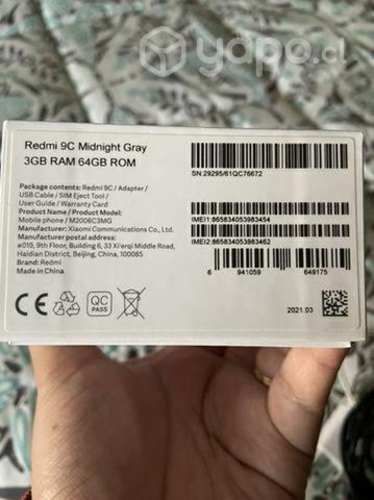 yapo.cl
Redmi 9C Midnight Gray
3GB RAM 64GB ROM
SN:29295/61QC76672
Package contents: Redmi 9C / Adapter /
USB Cable / SIM Eject Tool /
User Guide / Warranty Card
Product Name / Product Model:
Mobile phone / M2006C3MG
Manufacturer: Xiaomi Communications Co., Ltd.
Manufacturer postal address:
#019, 9th Floor, Building 6, 33 Xi'erqi Middle Road,
Haidian District, Beijing, China, 100085
Brand: Redmi
Made in China
IMEI1:865834053983454
IMEI2:865834053983462
6 941059 649175
CE
QC
PASS
2021.03